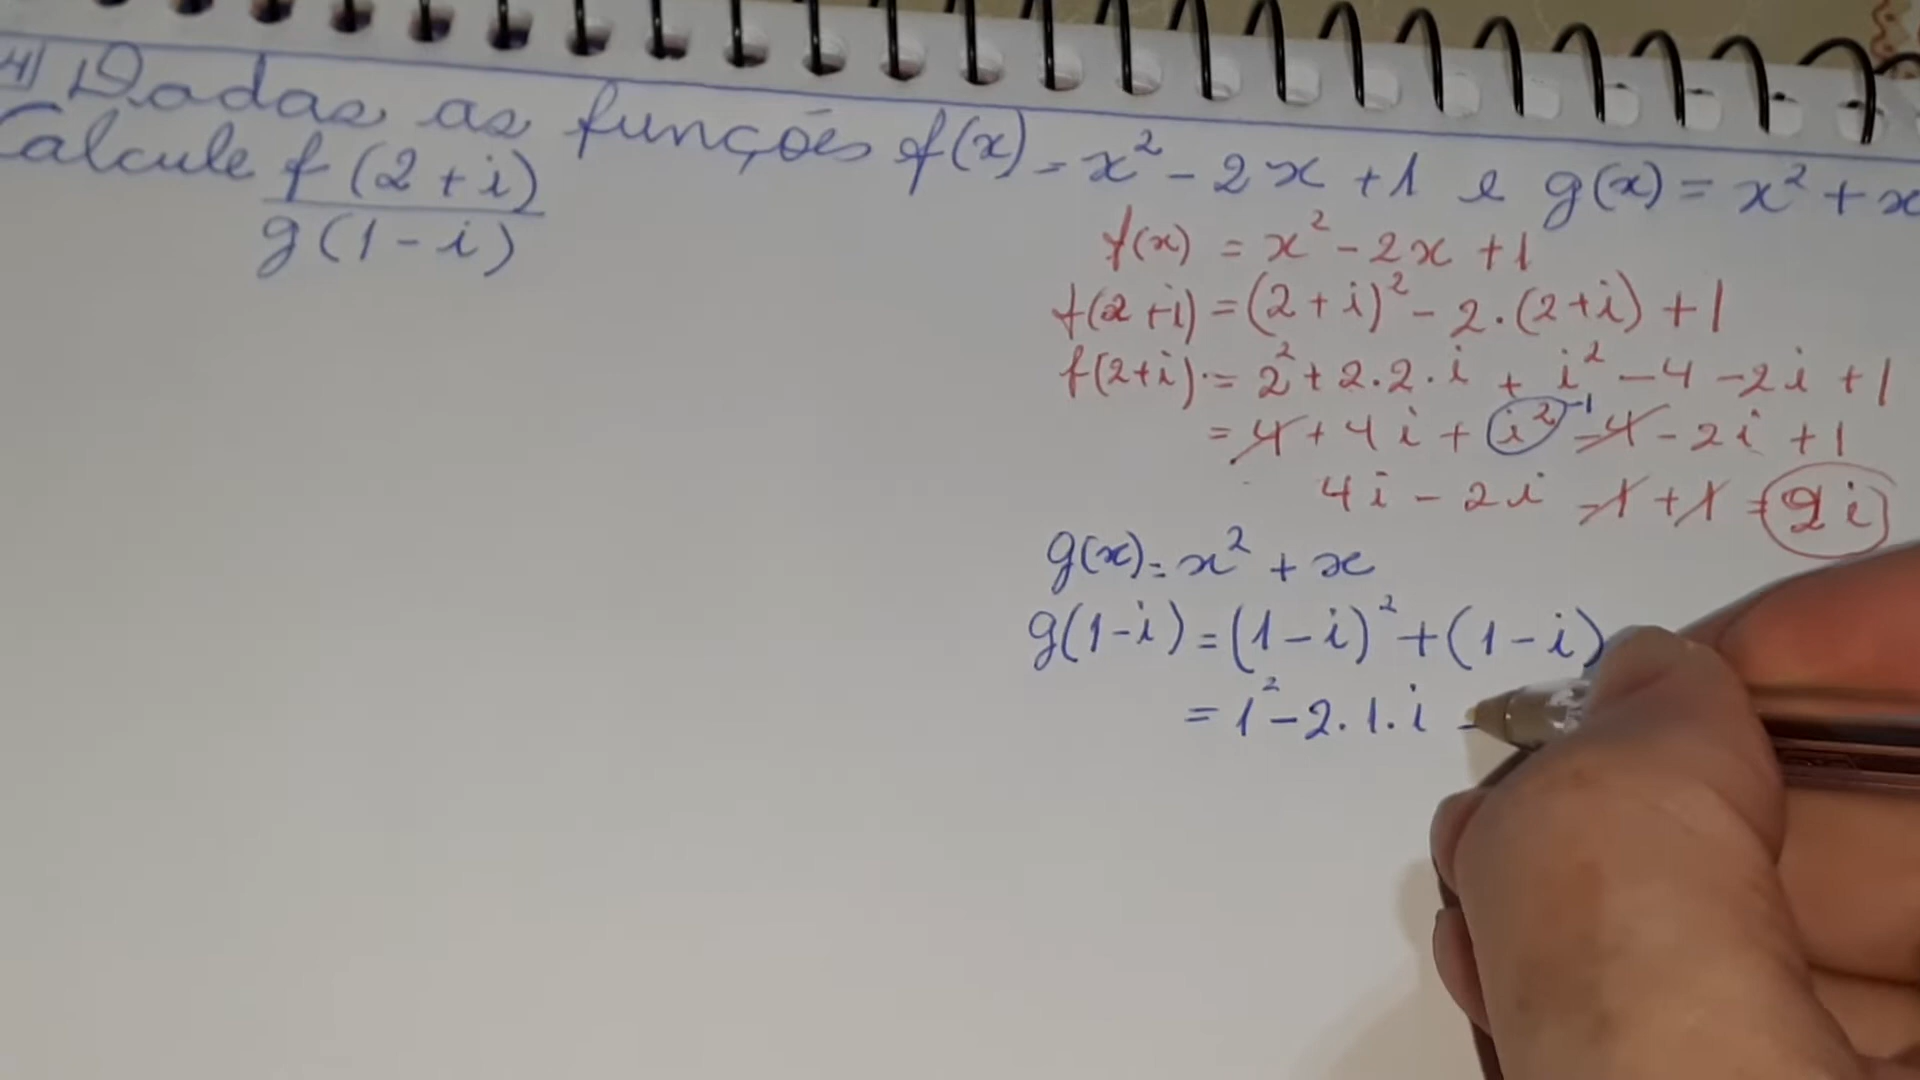 4) Dadas as funções f(x) = x² - 2x + 1 e g(x) = x² + x
Calcule f(2+i)
g(1-i)
f(x) = x² - 2x + 1
f(2+i) = (2+i)² - 2.(2+i) + 1
f(2+i) = 2² + 2.2.i + i² - 4 - 2i + 1
= 4 + 4i + i² -1 - 4 - 2i + 1
4i - 2i - 1 + 1 = 2i
g(x) = x² + x
g(1-i) = (1-i)² + (1-i)
= 1² - 2.1.i